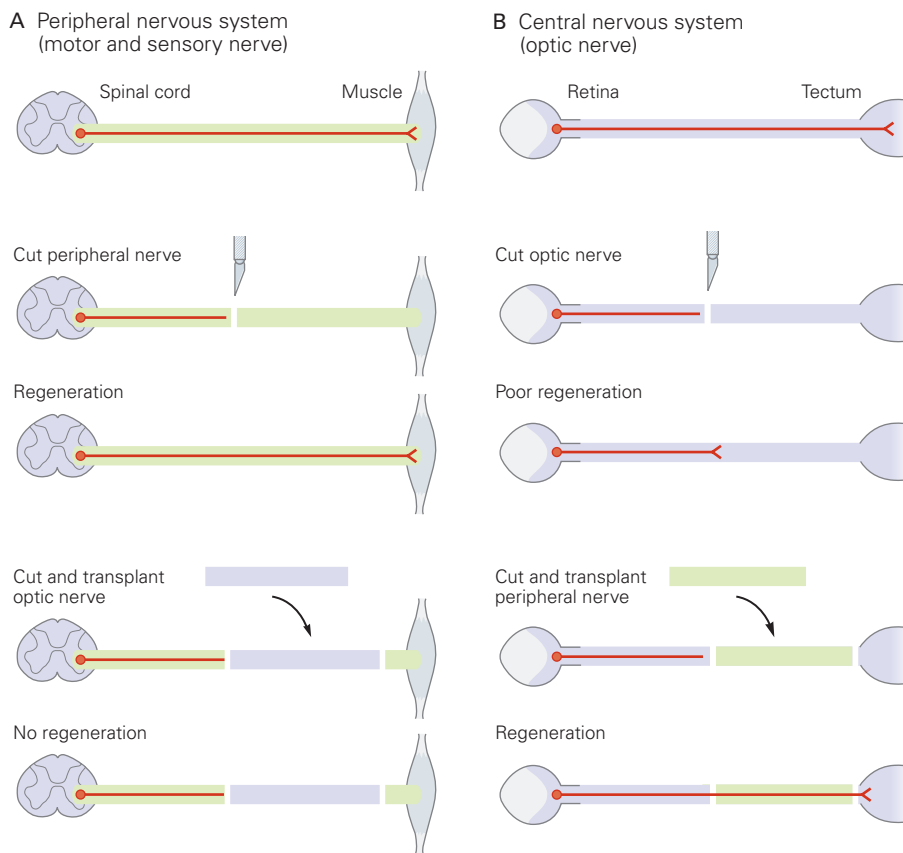 A Peripheral nervous system
(motor and sensory nerve)
Spinal cord
Muscle
Cut peripheral nerve
Regeneration
Cut and transplant
optic nerve
No regeneration
B Central nervous system
(optic nerve)
Retina
Tectum
Cut optic nerve
Poor regeneration
Cut and transplant
peripheral nerve
Regeneration